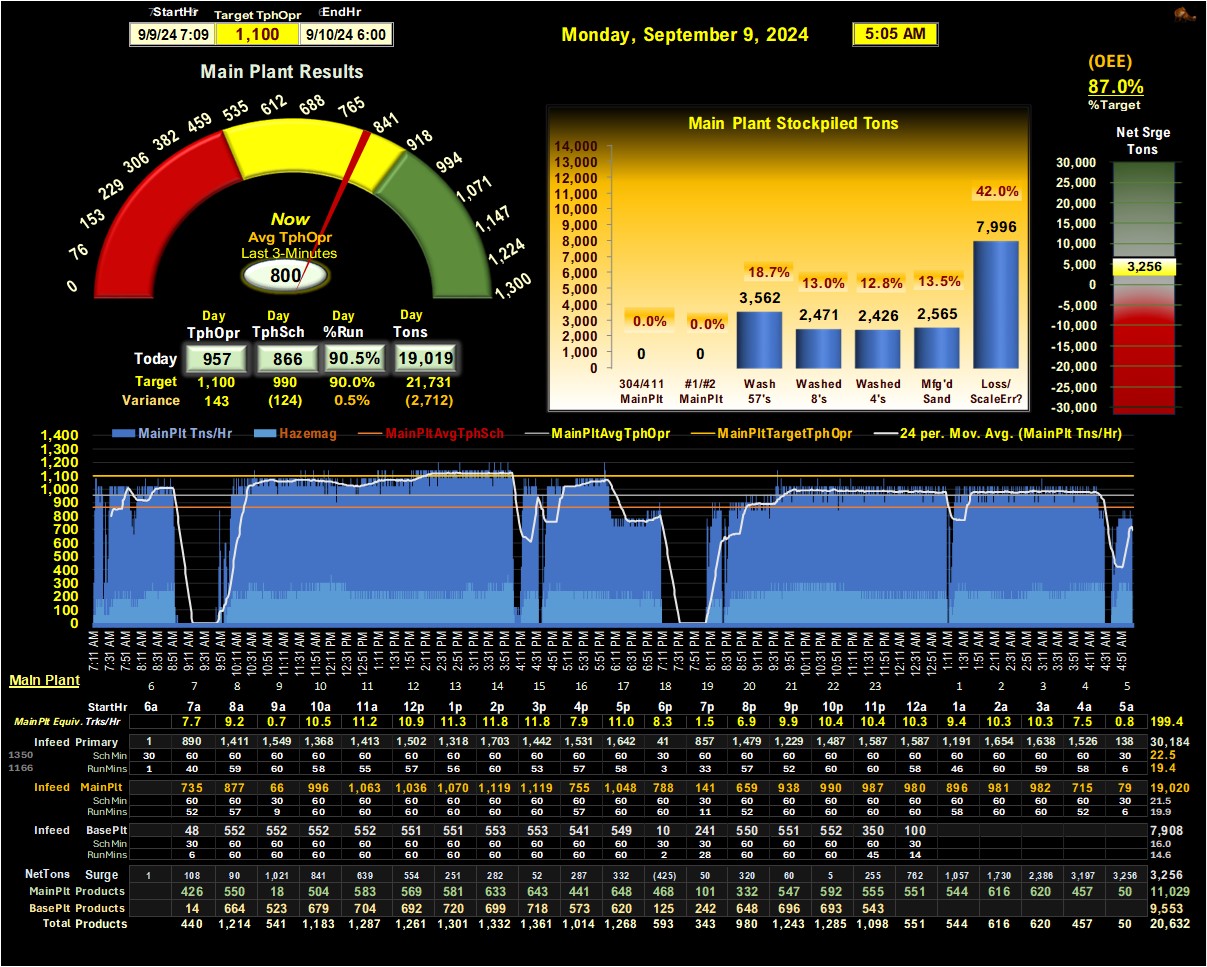 StartHr Target TphOpr EndHr
9/9/24 7:09 1,100 9/10/24 6:00
Monday, September 9, 2024 5:05 AM
(OEE)
87.0%
%Target
Main Plant Results
0 76 153 229 306 382 459 535 612 688 765 841 918 994 1,071 1,147 1,224 1,300
Now
Avg TphOpr
Last 3-Minutes
800
Day Day Day Day
TphOpr TphSch %Run Tons
Today 957 866 90.5% 19,019
Target 1,100 990 90.0% 21,731
Variance 143 (124) 0.5% (2,712)
Main Plant Stockpiled Tons
14,000
13,000
12,000
11,000
10,000
9,000
8,000
7,000
6,000
5,000
4,000
3,000
2,000
1,000
0
0.0% 0.0% 18.7% 13.0% 12.8% 13.5% 42.0%
0 0 3,562 2,471 2,426 2,565 7,996
304/411 #1/#2 Wash Washed Washed Mfg'd Loss/
MainPlt MainPlt 57's 8's 4's Sand ScaleErr?
Net Srge
Tons
30,000
25,000
20,000
15,000
10,000
5,000
0
-5,000
-10,000
-15,000
-20,000
-25,000
-30,000
3,256
MainPlt Tns/Hr Hazemag MainPltAvgTphSch MainPltAvgTphOpr MainPltTargetTphOpr 24 per. Mov. Avg. (MainPlt Tns/Hr)
1,400
1,300
1,200
1,100
1,000
900
800
700
600
500
400
300
200
100
0
7:11 AM 7:31 AM 7:51 AM 8:11 AM 8:31 AM 8:51 AM 9:11 AM 9:31 AM 9:51 AM 10:11 AM 10:31 AM 10:51 AM 11:11 AM 11:31 AM 11:51 AM 12:11 PM 12:31 PM 12:51 PM 1:11 PM 1:31 PM 1:51 PM 2:11 PM 2:31 PM 2:51 PM 3:11 PM 3:31 PM 3:51 PM 4:11 PM 4:31 PM 4:51 PM 5:11 PM 5:31 PM 5:51 PM 6:11 PM 6:31 PM 6:51 PM 7:11 PM 7:31 PM 7:51 PM 8:11 PM 8:31 PM 8:51 PM 9:11 PM 9:31 PM 9:51 PM 10:11 PM 10:31 PM 10:51 PM 11:11 PM 11:31 PM 11:51 PM 12:11 AM 12:31 AM 12:51 AM 1:11 AM 1:31 AM 1:51 AM 2:11 AM 2:31 AM 2:51 AM 3:11 AM 3:31 AM 3:51 AM 4:11 AM 4:31 AM 4:51 AM
Main Plant 6 7 8 9 10 11 12 13 14 15 16 17 18 19 20 21 22 23 1 2 3 4 5
StartHr 6a 7a 8a 9a 10a 11a 12p 1p 2p 3p 4p 5p 6p 7p 8p 9p 10p 11p 12a 1a 2a 3a 4a 5a
MainPlt Equiv. Trks/Hr 7.7 9.2 0.7 10.5 11.2 10.9 11.3 11.8 11.8 7.9 11.0 8.3 1.5 6.9 9.9 10.4 10.4 10.3 9.4 10.3 10.3 7.5 0.8 199.4
Infeed Primary 1 890 1,411 1,549 1,368 1,413 1,502 1,318 1,703 1,442 1,531 1,642 41 857 1,479 1,229 1,487 1,587 1,587 1,191 1,654 1,638 1,526 138 30,184
1350 Sch Min 30 60 60 60 60 60 60 60 60 60 60 60 30 60 60 60 60 60 60 60 60 60 60 30 22.5
1166 RunMins 1 40 59 60 58 55 57 56 60 53 57 58 3 33 57 52 60 60 58 46 60 59 58 6 19.4
Infeed MainPlt 735 877 66 996 1,063 1,036 1,070 1,119 1,119 755 1,048 788 141 659 938 990 987 980 896 981 982 715 79 19,020
Sch Min 60 60 30 60 60 60 60 60 60 60 60 60 30 60 60 60 60 60 60 60 60 60 30 21.5
RunMins 52 57 9 60 60 60 60 60 60 57 60 60 11 52 60 60 60 60 58 60 60 52 6 19.9
Infeed BasePlt 48 552 552 552 552 551 551 553 553 541 549 10 241 550 551 552 350 100 7,908
Sch Min 30 60 60 60 60 60 60 60 60 60 60 30 30 60 60 60 60 30 16.0
RunMins 6 60 60 60 60 60 60 60 60 60 60 2 28 60 60 60 45 14 14.6
NetTons Surge 1 108 90 1,021 841 639 554 251 282 52 287 332 (425) 50 320 60 5 255 762 1,057 1,730 2,386 3,197 3,256 3,256
MainPlt Products 426 550 18 504 583 569 581 633 643 441 648 468 101 332 547 592 555 551 544 616 620 457 50 11,029
BasePlt Products 14 664 523 679 704 692 720 699 718 573 620 125 242 648 696 693 543 9,553
Total Products 440 1,214 541 1,183 1,287 1,261 1,301 1,332 1,361 1,014 1,268 593 343 980 1,243 1,285 1,098 551 544 616 620 457 50 20,632